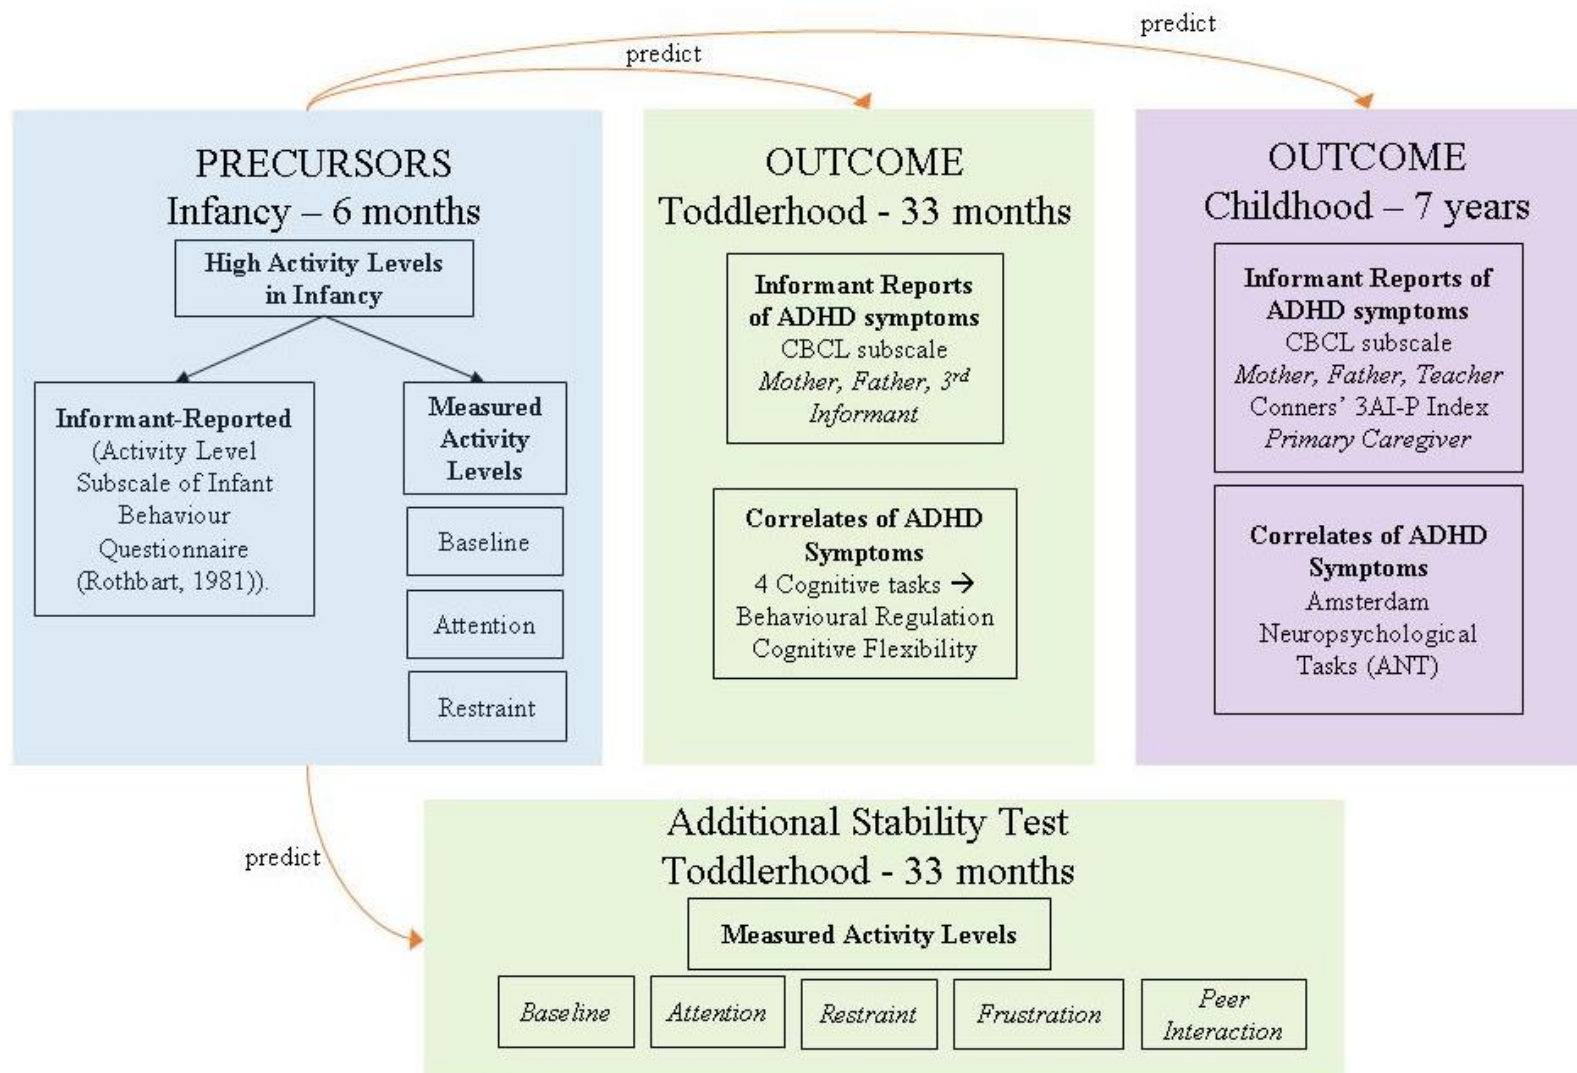 predict
predict
PRECURSORS
Infancy – 6 months
High Activity Levels
in Infancy
Informant-Reported
(Activity Level
Subscale of Infant
Behaviour
Questionnaire
(Rothbart, 1981)).
Measured
Activity
Levels
Baseline
Attention
Restraint
OUTCOME
Toddlerhood - 33 months
Informant Reports
of ADHD symptoms
CBCL subscale
Mother, Father, 3rd
Informant
Correlates of ADHD
Symptoms
4 Cognitive tasks →
Behavioural Regulation
Cognitive Flexibility
OUTCOME
Childhood – 7 years
Informant Reports of
ADHD symptoms
CBCL subscale
Mother, Father, Teacher
Conners’ 3AI-P Index
Primary Caregiver
Correlates of ADHD
Symptoms
Amsterdam
Neuropsychological
Tasks (ANT)
predict
Additional Stability Test
Toddlerhood - 33 months
Measured Activity Levels
Baseline
Attention
Restraint
Frustration
Peer
Interaction